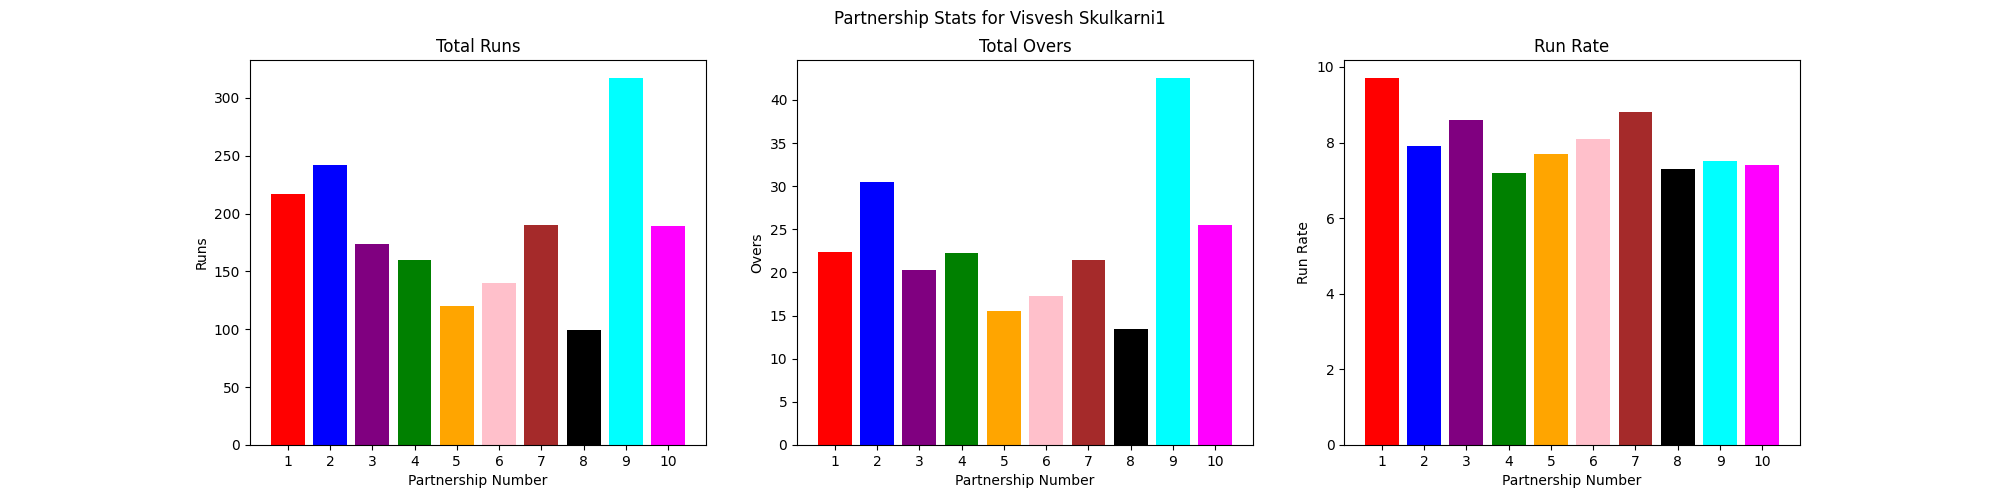 Partnership Stats for Visvesh Skulkarni1
Total Runs
Runs
300
250
200
150
100
50
0
1 2 3 4 5 6 7 8 9 10
Partnership Number
Total Overs
Overs
40
35
30
25
20
15
10
5
0
1 2 3 4 5 6 7 8 9 10
Partnership Number
Run Rate
Run Rate
10
8
6
4
2
0
1 2 3 4 5 6 7 8 9 10
Partnership Number